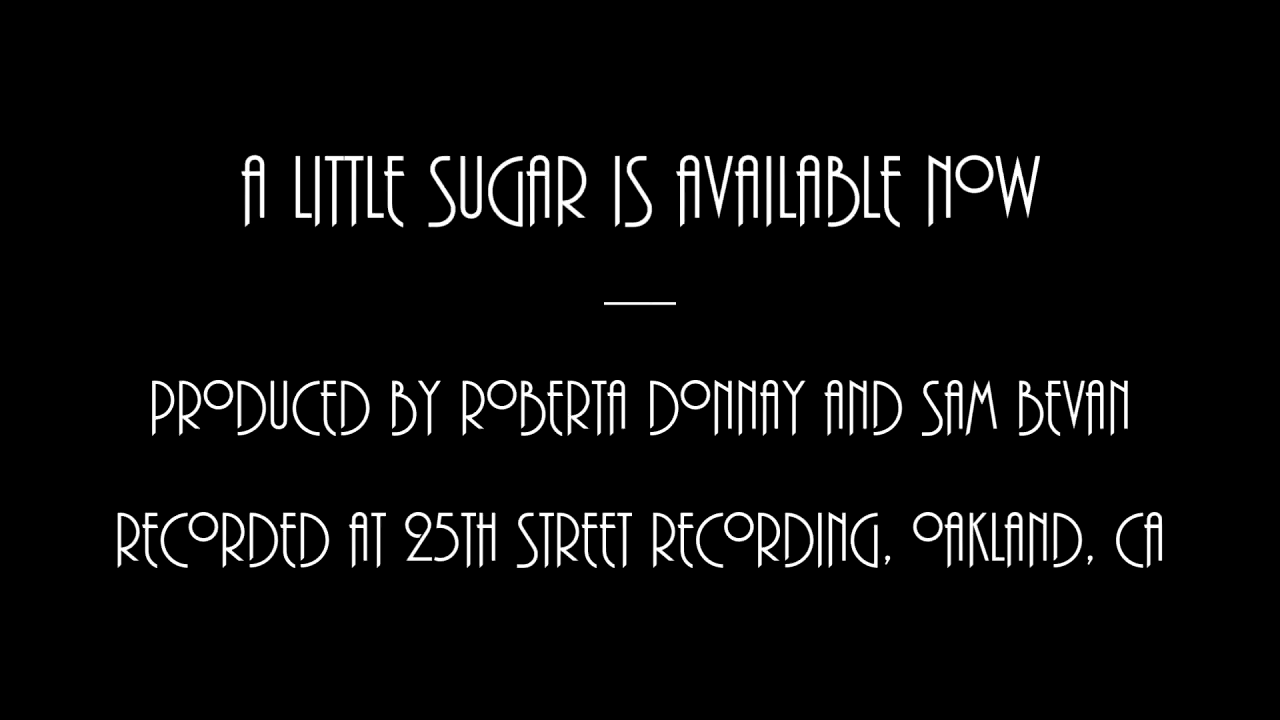 A LITTLE SUGAR IS AVAILABLE NOW
PRODUCED BY ROBERTA DONNAY AND SAM BEVAN
RECORDED AT 25TH STREET RECORDING, OAKLAND, CA